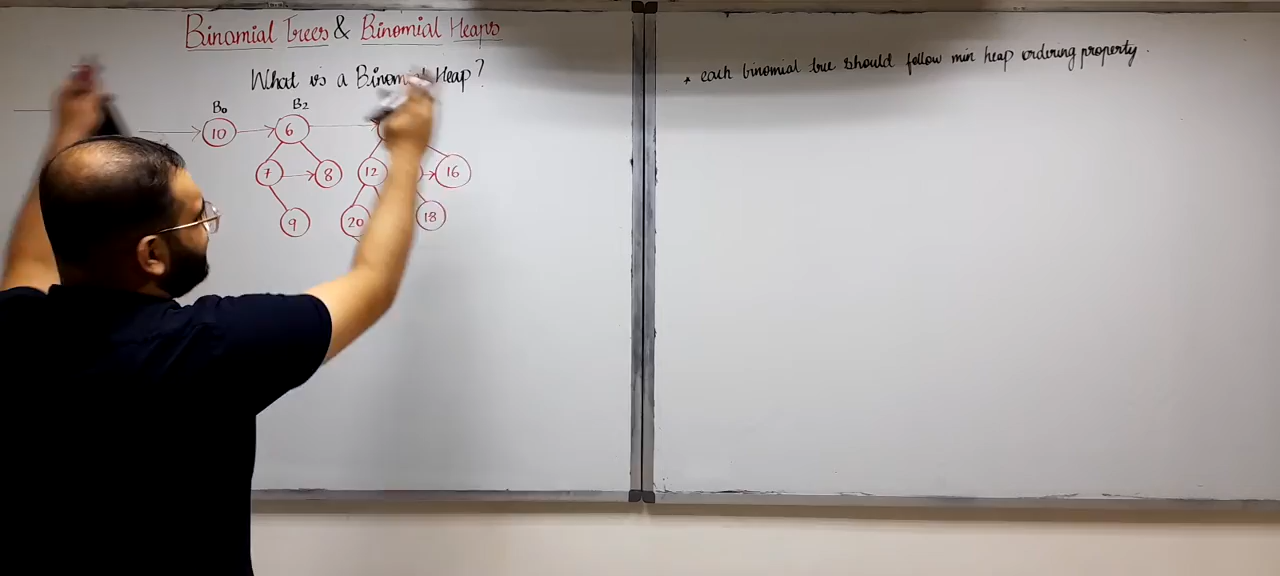 Binomial Trees & Binomial Heaps
What is a Binomial Heap?
B₀ B₂
10 6
7 8 12 16
9 20 18
* each binomial tree should follow min heap ordering property.